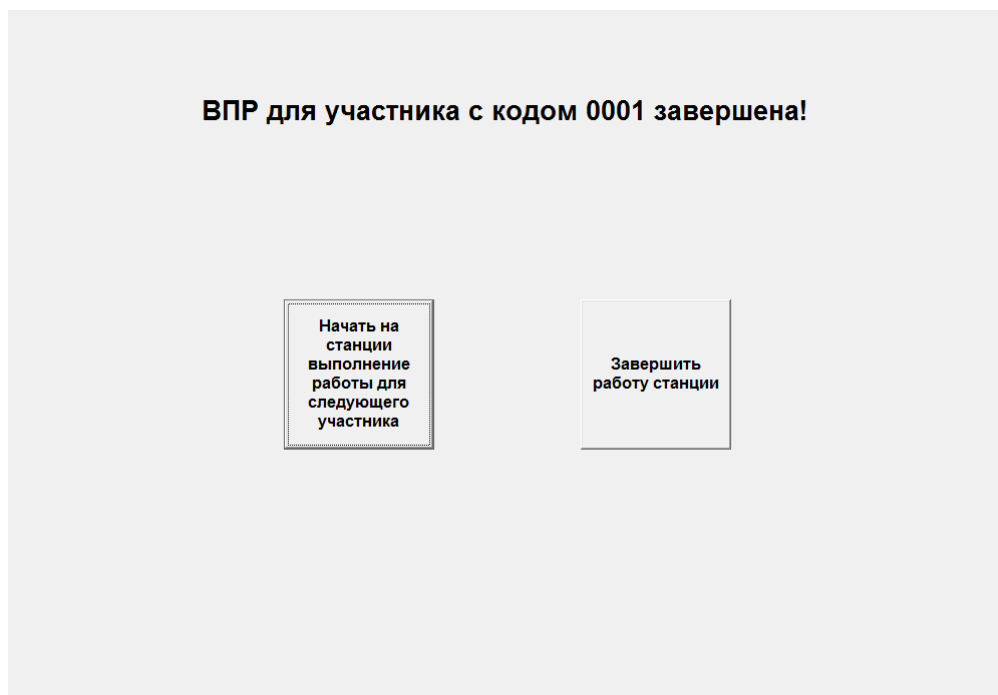 ВПР для участника с кодом 0001 завершена!
Начать на
станции
выполнение
работы для
следующего
участника
Завершить
работу станции